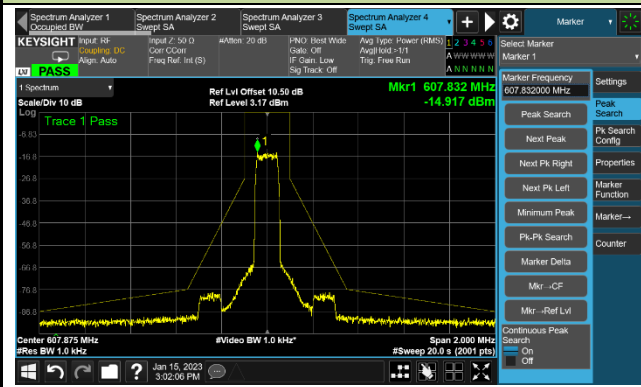 Spectrum Analyzer 1
Occupied BW
Spectrum Analyzer 2
Swept SA
Spectrum Analyzer 3
Swept SA
Spectrum Analyzer 4
Swept SA
Marker
KEYSIGHT
Input: RF
Coupling: DC
Align: Auto
Input Z: 50 Ω
Corr CCorr
Freq Ref: Int (S)
#Atten: 20 dB
PNO: Best Wide
Gate: Off
IF Gain: Low
Sig Track: Off
Avg Type: Power (RMS)
Avg|Hold:>1/1
Trig: Free Run
1 2 3 4 5 6
A W W W W W
A N N N N N
LVI PASS
Select Marker
Marker 1
1 Spectrum
Scale/Div 10 dB
Log
Ref Lvl Offset 10.50 dB
Ref Level 3.17 dBm
Mkr1 607.832 MHz
-14.917 dBm
Trace 1 Pass
1
-6.83
-16.8
-26.8
-36.8
-46.8
-56.8
-66.8
-76.8
-86.8
Center 607.875 MHz
#Res BW 1.0 kHz
#Video BW 1.0 kHz*
Span 2.000 MHz
#Sweep 20.0 s (2001 pts)
Marker Frequency
607.832000 MHz
Peak Search
Next Peak
Next Pk Right
Next Pk Left
Minimum Peak
Pk-Pk Search
Marker Delta
Mkr→CF
Mkr→Ref Lvl
Continuous Peak
Search
On
Off
Settings
Peak
Search
Pk Search
Config
Properties
Marker
Function
Marker→
Counter
?
Jan 15, 2023
3:02:06 PM